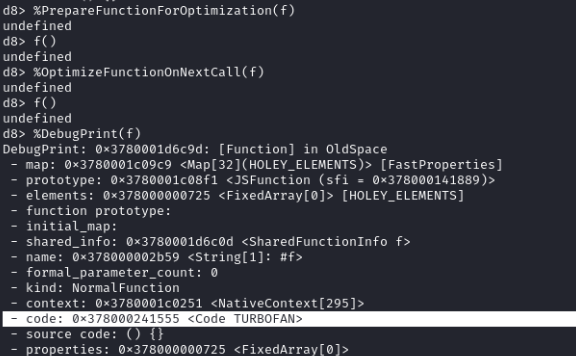 d8> %PrepareFunctionForOptimization(f)
undefined
d8> f()
undefined
d8> %OptimizeFunctionOnNextCall(f)
undefined
d8> f()
undefined
d8> %DebugPrint(f)
DebugPrint: 0x3780001d6c9d: [Function] in OldSpace
- map: 0x3780001c09c9 <Map[32](HOLEY_ELEMENTS)> [FastProperties]
- prototype: 0x3780001c08f1 <JSFunction (sfi = 0x378000141889)>
- elements: 0x378000000725 <FixedArray[0]> [HOLEY_ELEMENTS]
- function prototype:
- initial_map:
- shared_info: 0x3780001d6c0d <SharedFunctionInfo f>
- name: 0x378000002b59 <String[1]: #f>
- formal_parameter_count: 0
- kind: NormalFunction
- context: 0x3780001c0251 <NativeContext[295]>
- code: 0x378000241555 <Code TURBOFAN>
- source code: () {}
- properties: 0x378000000725 <FixedArray[0]>